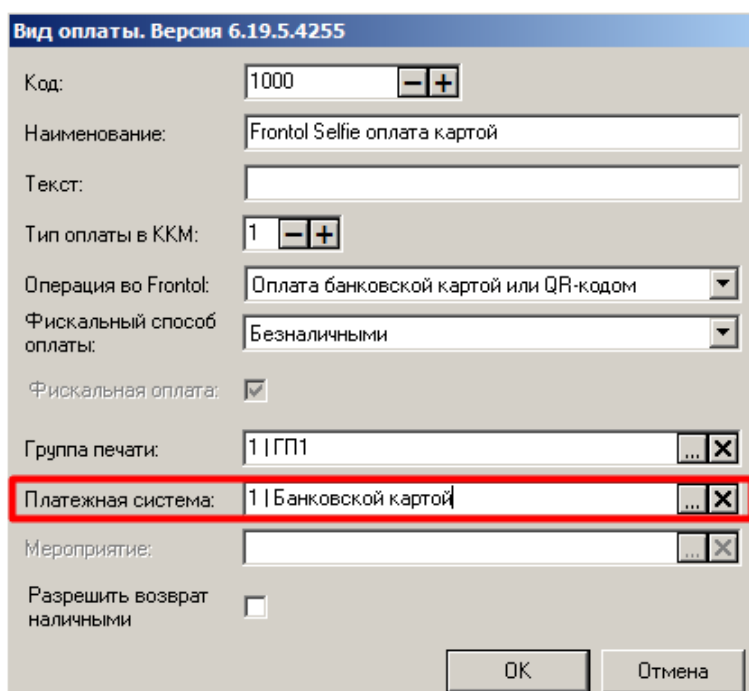 Вид оплаты. Версия 6.19.5.4255
Код: 1000
Наименование: Frontol Selfie оплата картой
Текст:
Тип оплаты в ККМ: 1
Операция во Frontol: Оплата банковской картой или QR-кодом
Фискальный способ
оплаты: Безналичными
Фискальная оплата:
Группа печати: 1 | ГП1 ...
Платежная система: 1 | Банковской картой ...
Мероприятие: ...
Разрешить возврат
наличными
OK Отмена